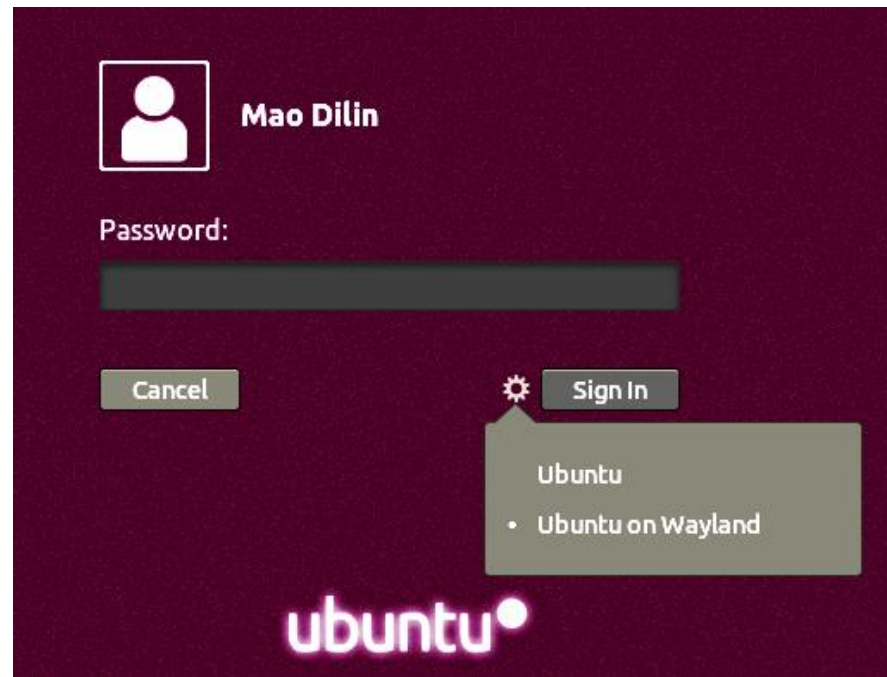 Mao Dilin
Password:
Cancel
Sign In
Ubuntu
• Ubuntu on Wayland
ubuntu